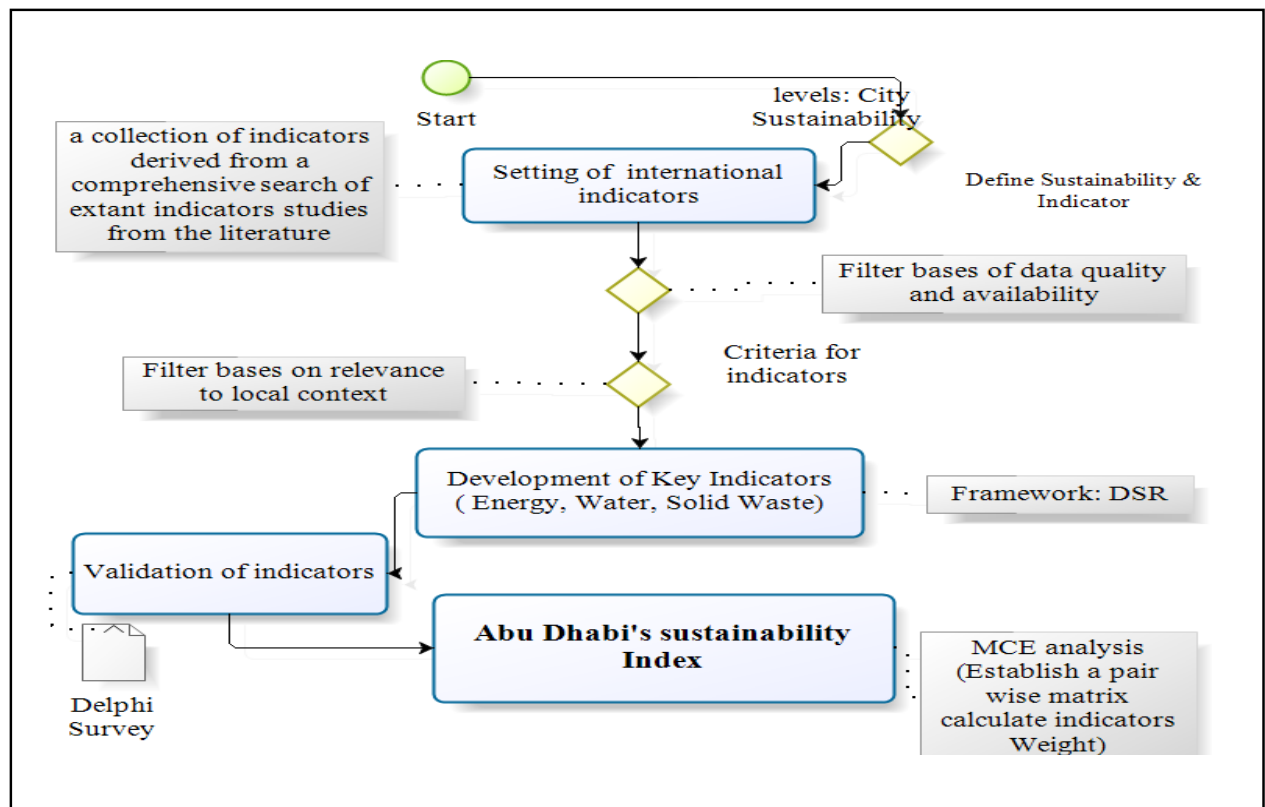 Start
levels: City
Sustainability
Define Sustainability &
Indicator
a collection of indicators
derived from a
comprehensive search of
extant indicators studies
from the literature
Setting of  international
indicators
Filter bases of data quality
and availability
Criteria for
indicators
Filter bases on relevance
to local context
Development of Key Indicators
( Energy, Water, Solid Waste)
Framework: DSR
Validation of indicators
Delphi
Survey
Abu Dhabi's sustainability
Index
MCE analysis
(Establish a pair
wise matrix
calculate indicators
Weight)